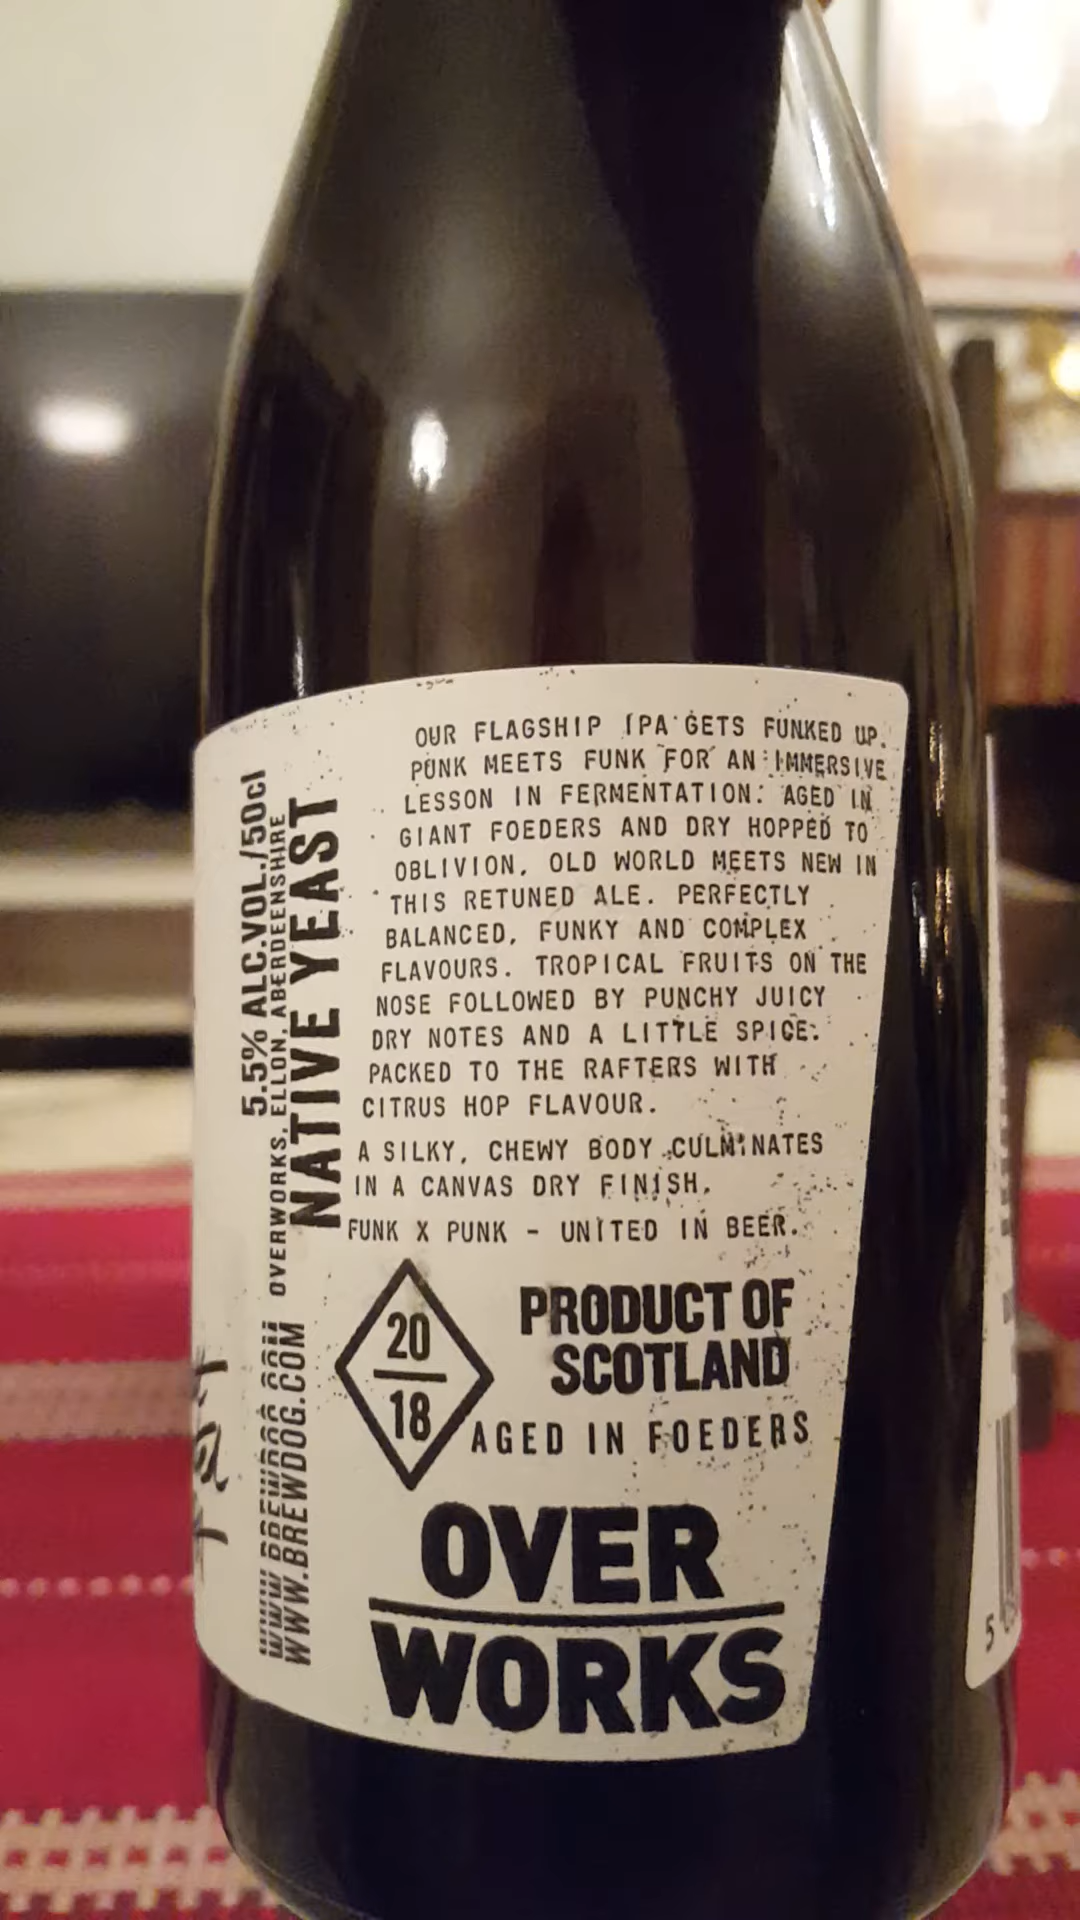 OUR FLAGSHIP IPA GETS FUNKED UP.
PUNK MEETS FUNK FOR AN IMMERSIVE
LESSON IN FERMENTATION. AGED IN
GIANT FOEDERS AND DRY HOPPED TO
OBLIVION, OLD WORLD MEETS NEW IN
THIS RETUNED ALE. PERFECTLY
BALANCED, FUNKY AND COMPLEX
FLAVOURS. TROPICAL FRUITS ON THE
NOSE FOLLOWED BY PUNCHY JUICY
DRY NOTES AND A LITTLE SPICE.
PACKED TO THE RAFTERS WITH
CITRUS HOP FLAVOUR.
A SILKY, CHEWY BODY CULMINATES
IN A CANVAS DRY FINISH.
FUNK X PUNK - UNITED IN BEER.
5.5% ALC.VOL./50cl
OVERWORKS, ELLON, ABERDEENSHIRE
NATIVE YEAST
WWW.BREWDOG.COM
WWW.BREWDOG.COM
20
18
PRODUCT OF
SCOTLAND
AGED IN FOEDERS
OVER
WORKS
5